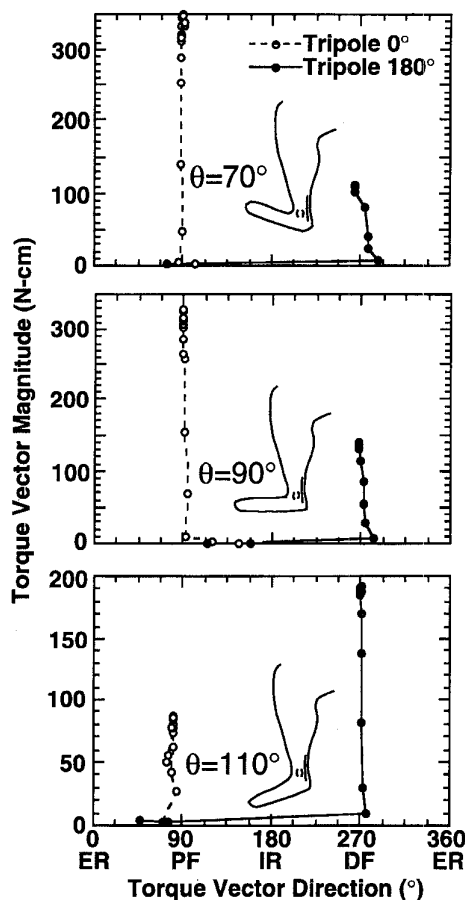 Torque Vector Magnitude (N-cm)
350
300
200
100
0
Tripole 0°
Tripole 180°
θ=70°
300
200
100
0
θ=90°
200
150
100
50
0
θ=110°
0 90 180 270 360
ER PF IR DF ER
Torque Vector Direction (°)